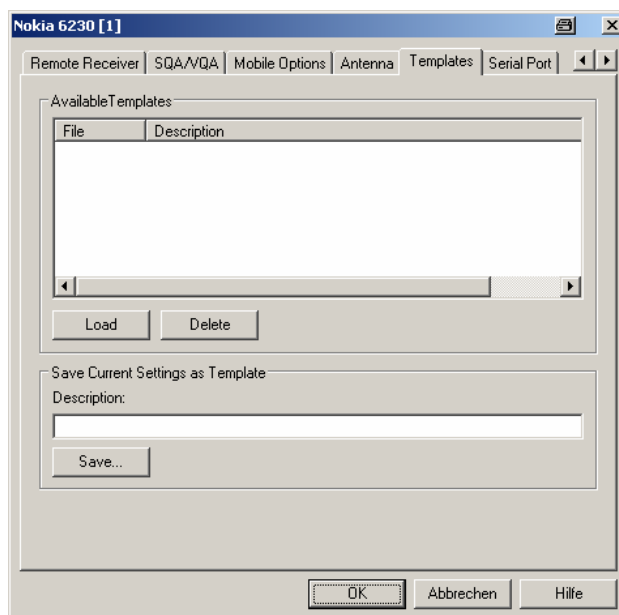 Nokia 6230 [1]
Remote Receiver SQA/VQA Mobile Options Antenna Templates Serial Port
AvailableTemplates
File Description
Load Delete
Save Current Settings as Template
Description:
Save...
OK Abbrechen Hilfe